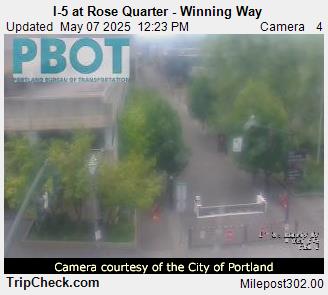 I-5 at Rose Quarter - Winning Way
Updated May 07 2025 12:23 PM Camera 4
PBOT
PORTLAND BUREAU OF TRANSPORTATION
Camera courtesy of the City of Portland
TripCheck.com Milepost302.00